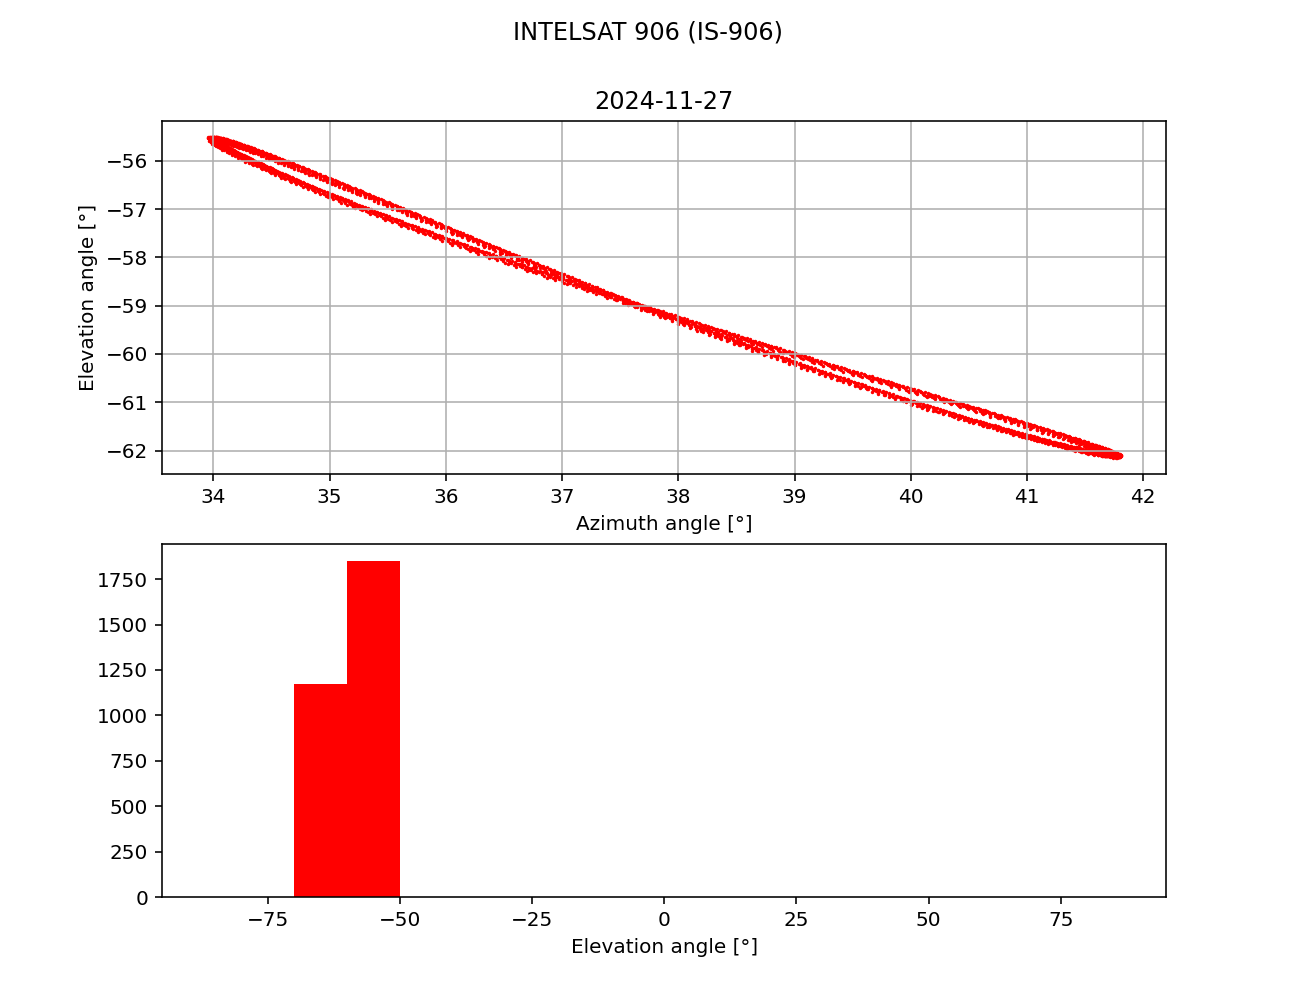 INTELSAT 906 (IS-906)
2024-11-27
−56
−57
−58
−59
−60
−61
−62
Elevation angle [°]
34 35 36 37 38 39 40 41 42
Azimuth angle [°]
1750
1500
1250
1000
750
500
250
0
−75 −50 −25 0 25 50 75
Elevation angle [°]